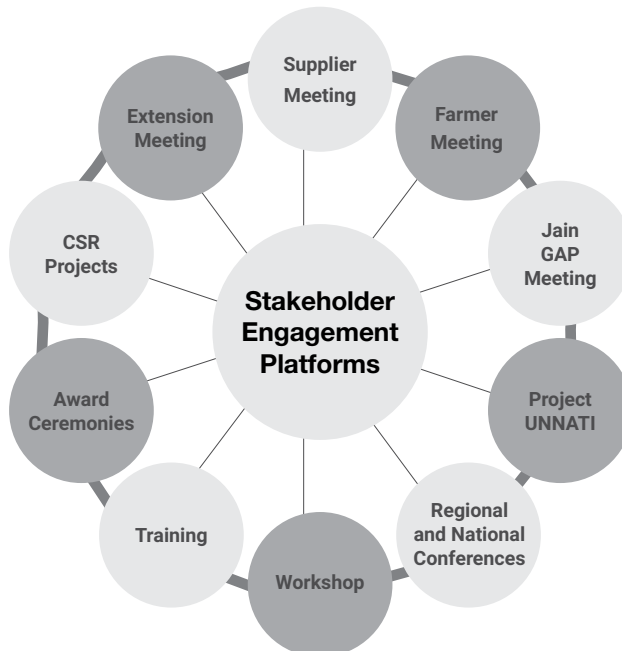 Supplier
Meeting
Farmer
Meeting
Jain
GAP
Meeting
Project
UNNATI
Regional
and National
Conferences
Workshop
Training
Award
Ceremonies
CSR
Projects
Extension
Meeting
Stakeholder
Engagement
Platforms